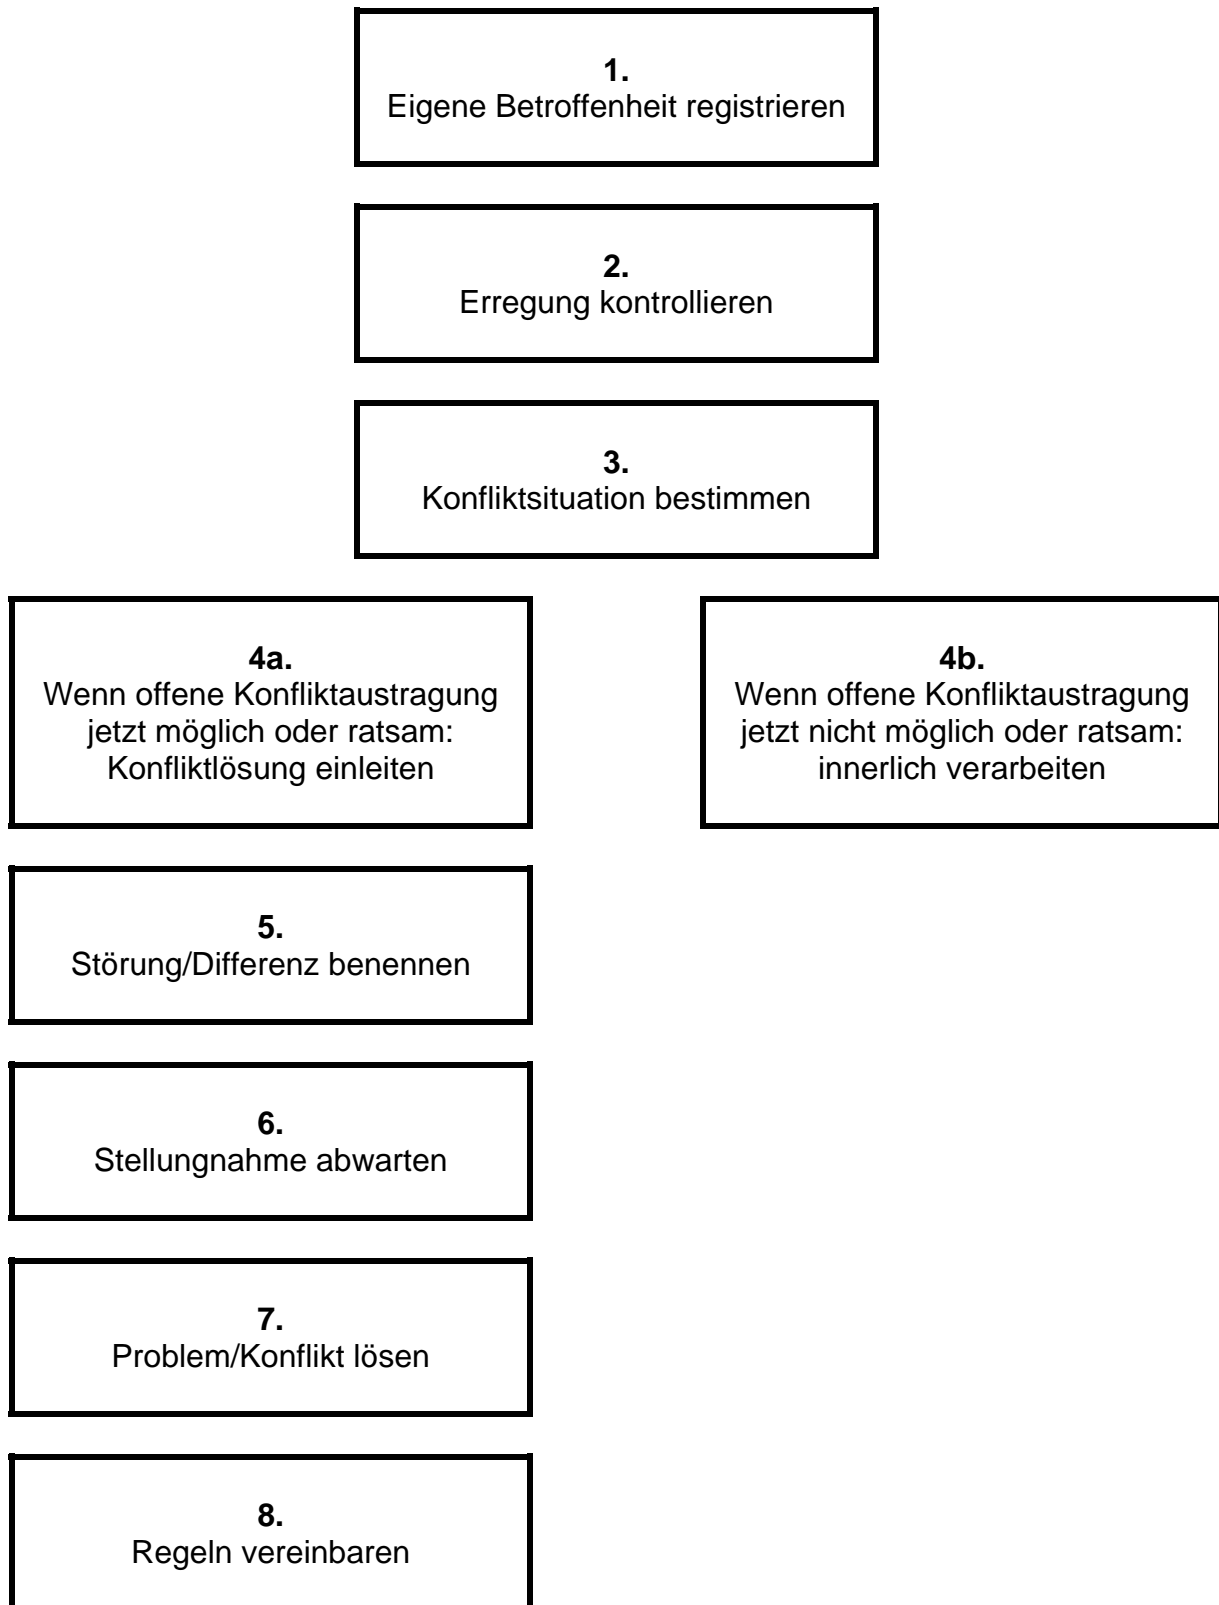 1.
Eigene Betroffenheit registrieren
2.
Erregung kontrollieren
3.
Konfliktsituation bestimmen
4a.
Wenn offene Konfliktaustragung
jetzt möglich oder ratsam:
Konfliktlösung einleiten
4b.
Wenn offene Konfliktaustragung
jetzt nicht möglich oder ratsam:
innerlich verarbeiten
5.
Störung/Differenz benennen
6.
Stellungnahme abwarten
7.
Problem/Konflikt lösen
8.
Regeln vereinbaren